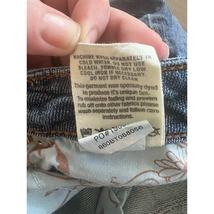 MACHINE WASH SEPARATELY IN
COLD WATER. DO NOT USE
BLEACH. TUMBLE DRY LOW.
COOL IRON IF NECESSARY.
DO NOT DRY CLEAN.
This garment was specially dyed
to produce it's unique tint.
To minimize fading and prevent
rub off onto other fabrics please
wash separately and follow
care instructions.
PO#